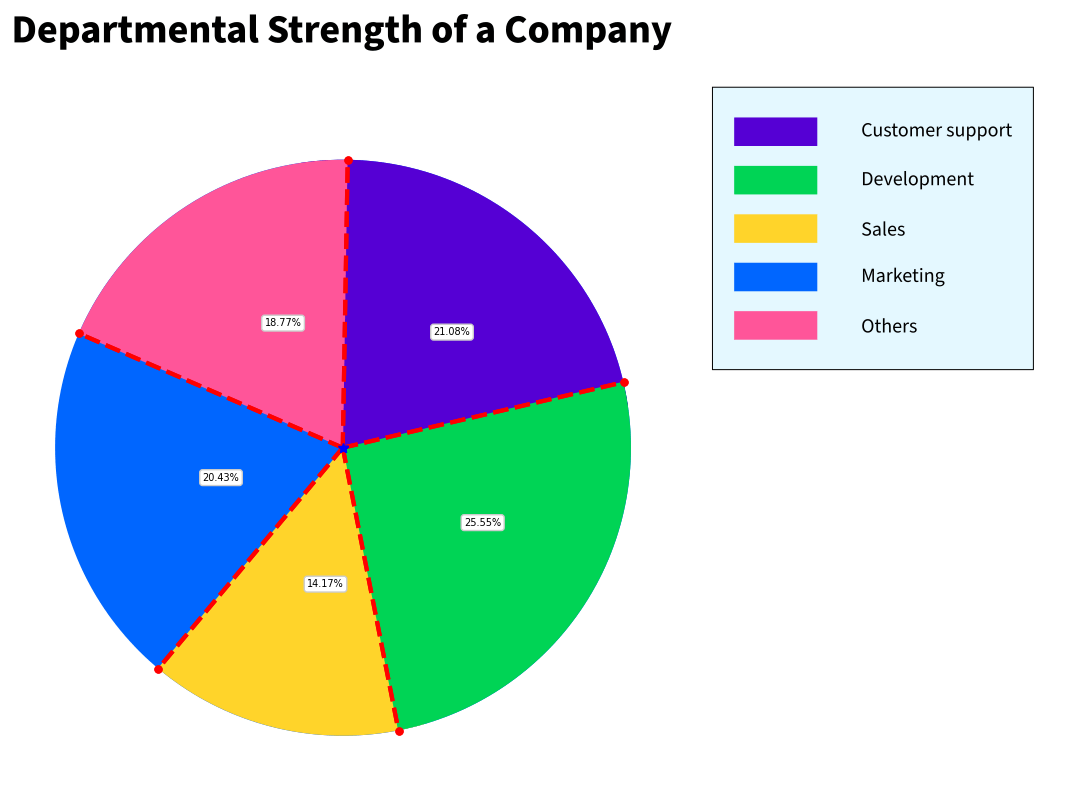 Departmental Strength of a Company
Customer support
Development
Sales
Marketing
Others
18.77%
21.08%
20.43%
25.55%
14.17%